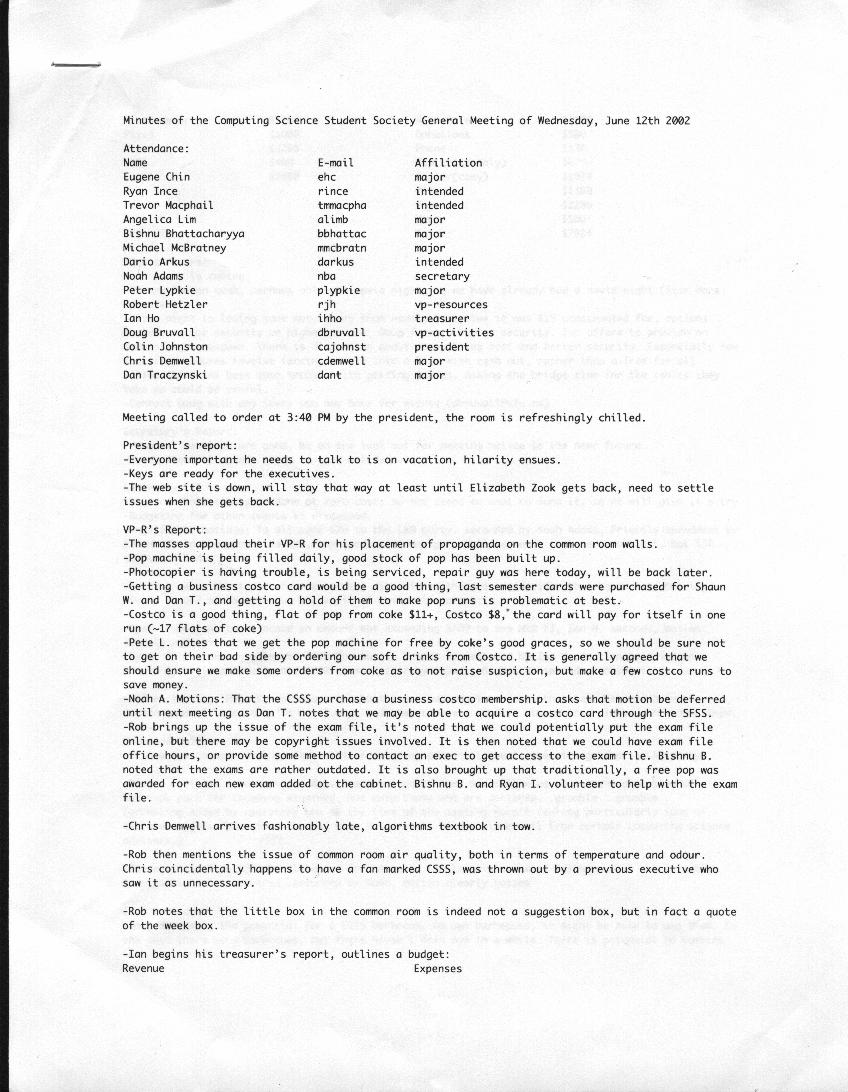 Minutes of the Computing Science Student Society General Meeting of Wednesday, June 12th 2002
Attendance:
Name E-mail Affiliation
Eugene Chin ehc major
Ryan Ince rince intended
Trevor Macphail tmmacpha intended
Angelica Lim alimb major
Bishnu Bhattacharyya bbhattac major
Michael McBratney mmcbratn major
Dario Arkus darkus intended
Noah Adams nba secretary
Peter Lypkie plypkie major
Robert Hetzler rjh vp-resources
Ian Ho ihho treasurer
Doug Bruvall dbruvall vp-activities
Colin Johnston cajohnst president
Chris Demwell cdemwell major
Dan Traczynski dant major
Meeting called to order at 3:40 PM by the president, the room is refreshingly chilled.
President's report:
-Everyone important he needs to talk to is on vacation, hilarity ensues.
-Keys are ready for the executives.
-The web site is down, will stay that way at least until Elizabeth Zook gets back, need to settle
issues when she gets back.
VP-R's Report:
-The masses applaud their VP-R for his placement of propaganda on the common room walls.
-Pop machine is being filled daily, good stock of pop has been built up.
-Photocopier is having trouble, is being serviced, repair guy was here today, will be back later.
-Getting a business costco card would be a good thing, last semester cards were purchased for Shaun
W. and Dan T., and getting a hold of them to make pop runs is problematic at best.
-Costco is a good thing, flat of pop from coke $11+, Costco $8, the card will pay for itself in one
run (~17 flats of coke)
-Pete L. notes that we get the pop machine for free by coke's good graces, so we should be sure not
to get on their bad side by ordering our soft drinks from Costco. It is generally agreed that we
should ensure we make some orders from coke as to not raise suspicion, but make a few costco runs to
save money.
-Noah A. Motions: That the CSSS purchase a business costco membership. asks that motion be deferred
until next meeting as Dan T. notes that we may be able to acquire a costco card through the SFSS.
-Rob brings up the issue of the exam file, it's noted that we could potentially put the exam file
online, but there may be copyright issues involved. It is then noted that we could have exam file
office hours, or provide some method to contact an exec to get access to the exam file. Bishnu B.
noted that the exams are rather outdated. It is also brought up that traditionally, a free pop was
awarded for each new exam added ot the cabinet. Bishnu B. and Ryan I. volunteer to help with the exam
file.
-Chris Demwell arrives fashionably late, algorithms textbook in tow.
-Rob then mentions the issue of common room air quality, both in terms of temperature and odour.
Chris coincidentally happens to have a fan marked CSSS, was thrown out by a previous executive who
saw it as unnecessary.
-Rob notes that the little box in the common room is indeed not a suggestion box, but in fact a quote
of the week box.
-Ian begins his treasurer's report, outlines a budget:
Revenue Expenses